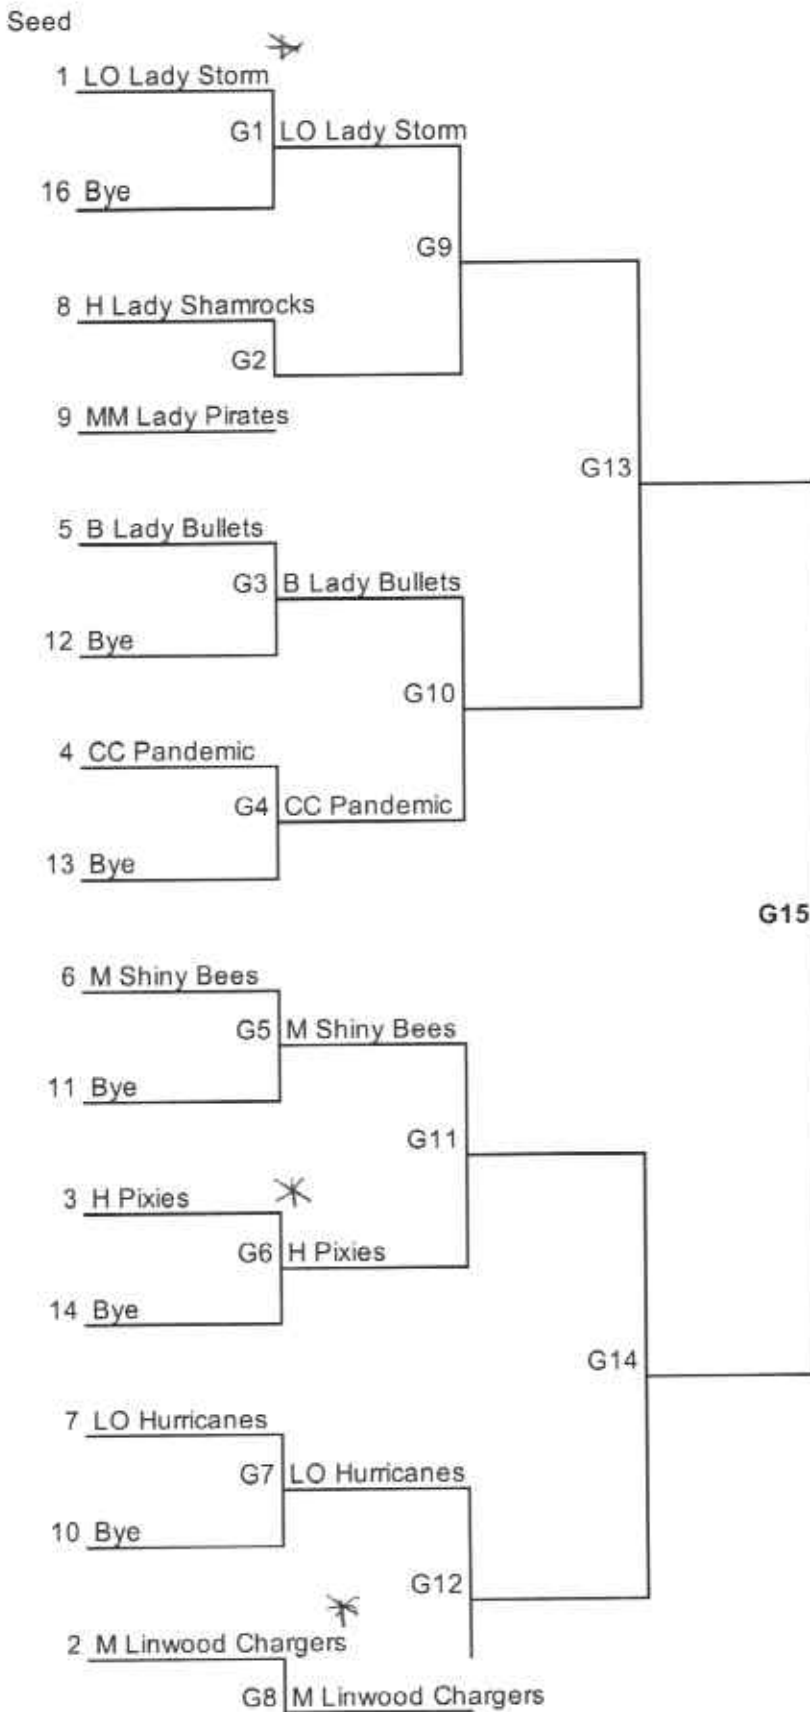 Seed
1 LO Lady Storm
G1 LO Lady Storm
16 Bye
G9
8 H Lady Shamrocks
G2
9 MM Lady Pirates
G13
5 B Lady Bullets
G3 B Lady Bullets
12 Bye
G10
4 CC Pandemic
G4 CC Pandemic
13 Bye
G15
6 M Shiny Bees
G5 M Shiny Bees
11 Bye
G11
3 H Pixies
G6 H Pixies
14 Bye
G14
7 LO Hurricanes
G7 LO Hurricanes
10 Bye
G12
2 M Linwood Chargers
G8 M Linwood Chargers